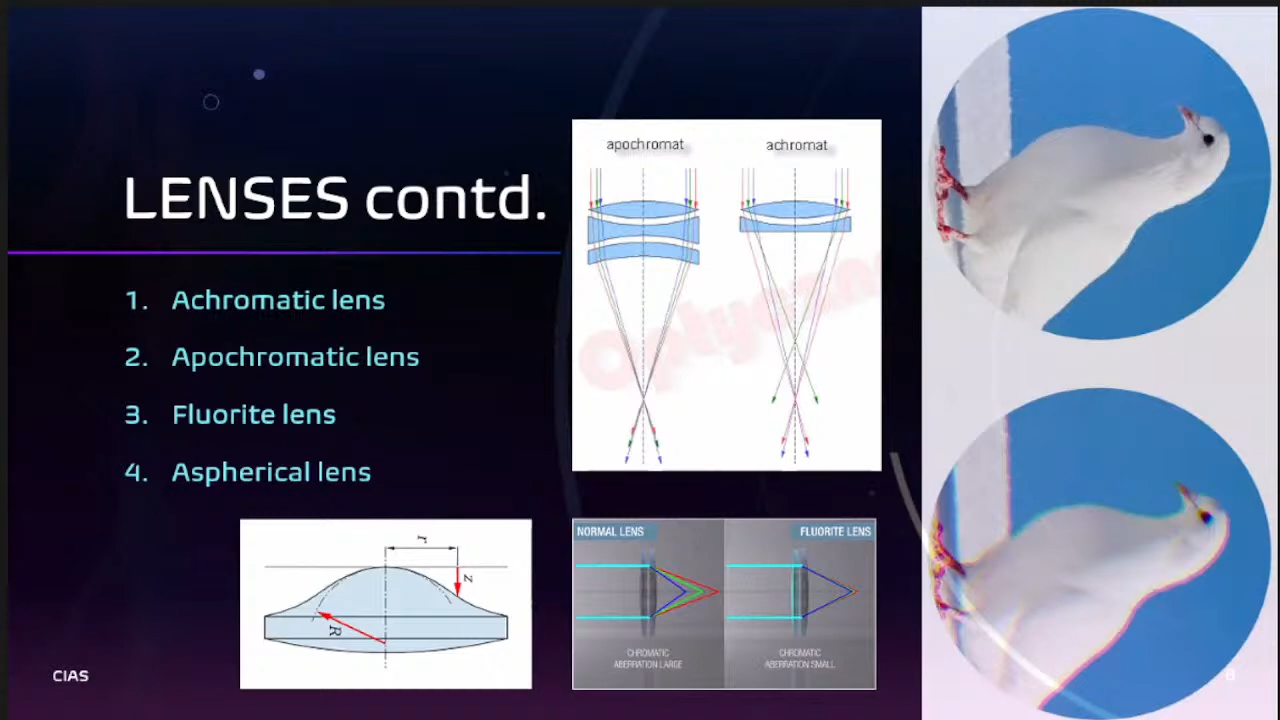 LENSES contd.
1. Achromatic lens
2. Apochromatic lens
3. Fluorite lens
4. Aspherical lens
apochromat
achromat
r
z
R
NORMAL LENS
FLUORITE LENS
CHROMATIC
ABERRATION LARGE
CHROMATIC
ABERRATION SMALL
CIAS